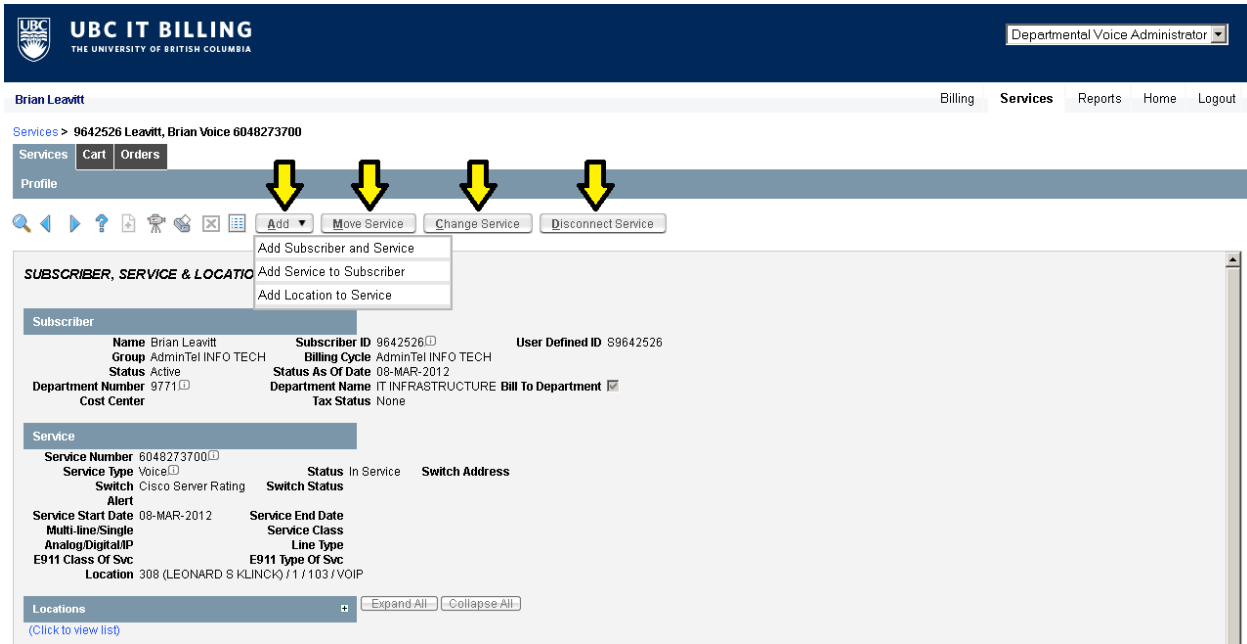 UBC
UBC IT BILLING
THE UNIVERSITY OF BRITISH COLUMBIA
Departmental Voice Administrator
Brian Leavitt
Billing Services Reports Home Logout
Services > 9642526 Leavitt, Brian Voice 6048273700
Services Cart Orders
Profile
Add Move Service Change Service Disconnect Service
Add Subscriber and Service
Add Service to Subscriber
Add Location to Service
SUBSCRIBER, SERVICE & LOCATIO
Subscriber
Name Brian Leavitt Subscriber ID 9642526 User Defined ID S9642526
Group AdminTel INFO TECH Billing Cycle AdminTel INFO TECH
Status Active Status As Of Date 08-MAR-2012
Department Number 9771 Department Name IT INFRASTRUCTURE Bill To Department
Cost Center Tax Status None
Service
Service Number 6048273700
Service Type Voice Status In Service Switch Address
Switch Cisco Server Rating Switch Status
Alert
Service Start Date 08-MAR-2012 Service End Date
Multi-line/Single Service Class
Analog/Digital/IP Line Type
E911 Class Of Svc E911 Type Of Svc
Location 308 (LEONARD S KLINCK) / 1 / 103 / VOIP
Locations Expand All Collapse All
(Click to view list)